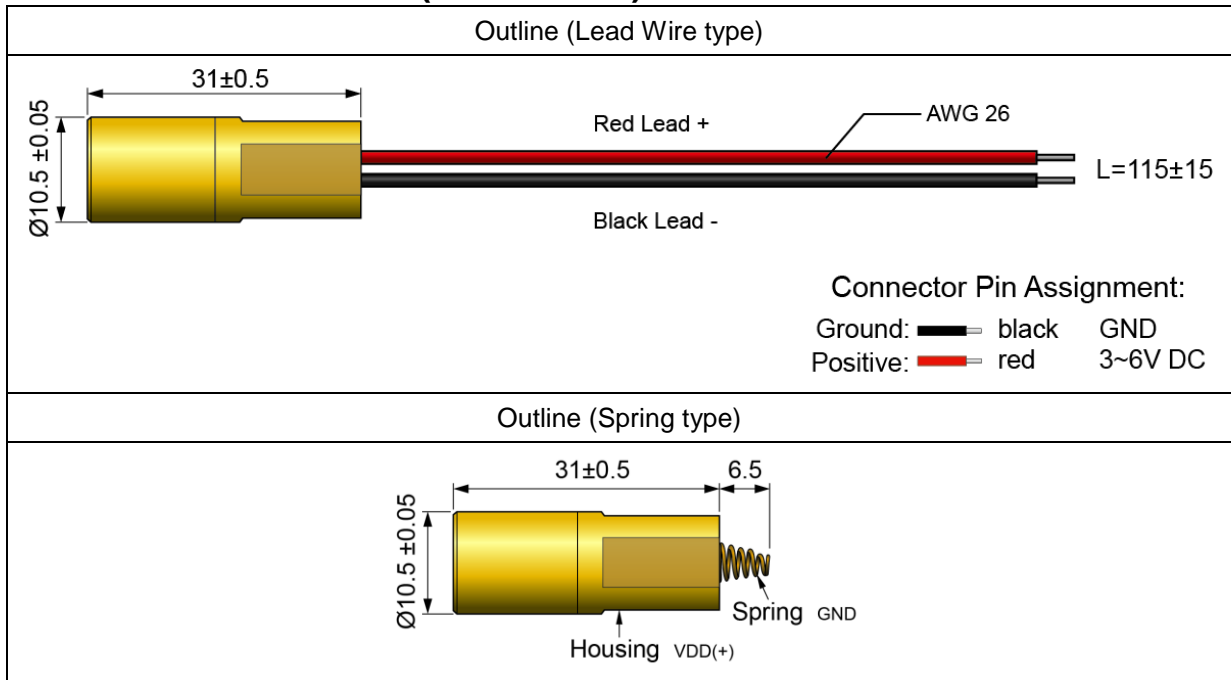 Outline (Lead Wire type)
31±0.5
Ø10.5 ±0.05
Red Lead +
AWG 26
L=115±15
Black Lead -
Connector Pin Assignment:
Ground: black GND
Positive: red 3~6V DC
Outline (Spring type)
31±0.5 6.5
Ø10.5 ±0.05
Spring GND
Housing VDD(+)